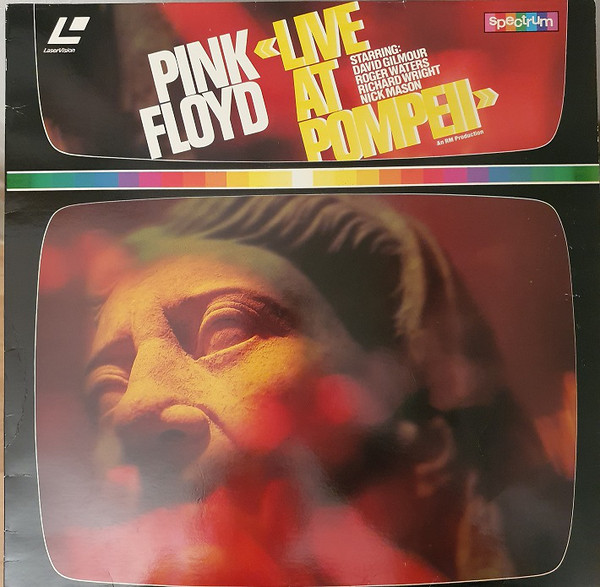 LaserVision
PINK
FLOYD
«LIVE
AT
POMPEII»
STARRING:
DAVID GILMOUR
ROGER WATERS
RICHARD WRIGHT
NICK MASON
An RM Production
spectrum